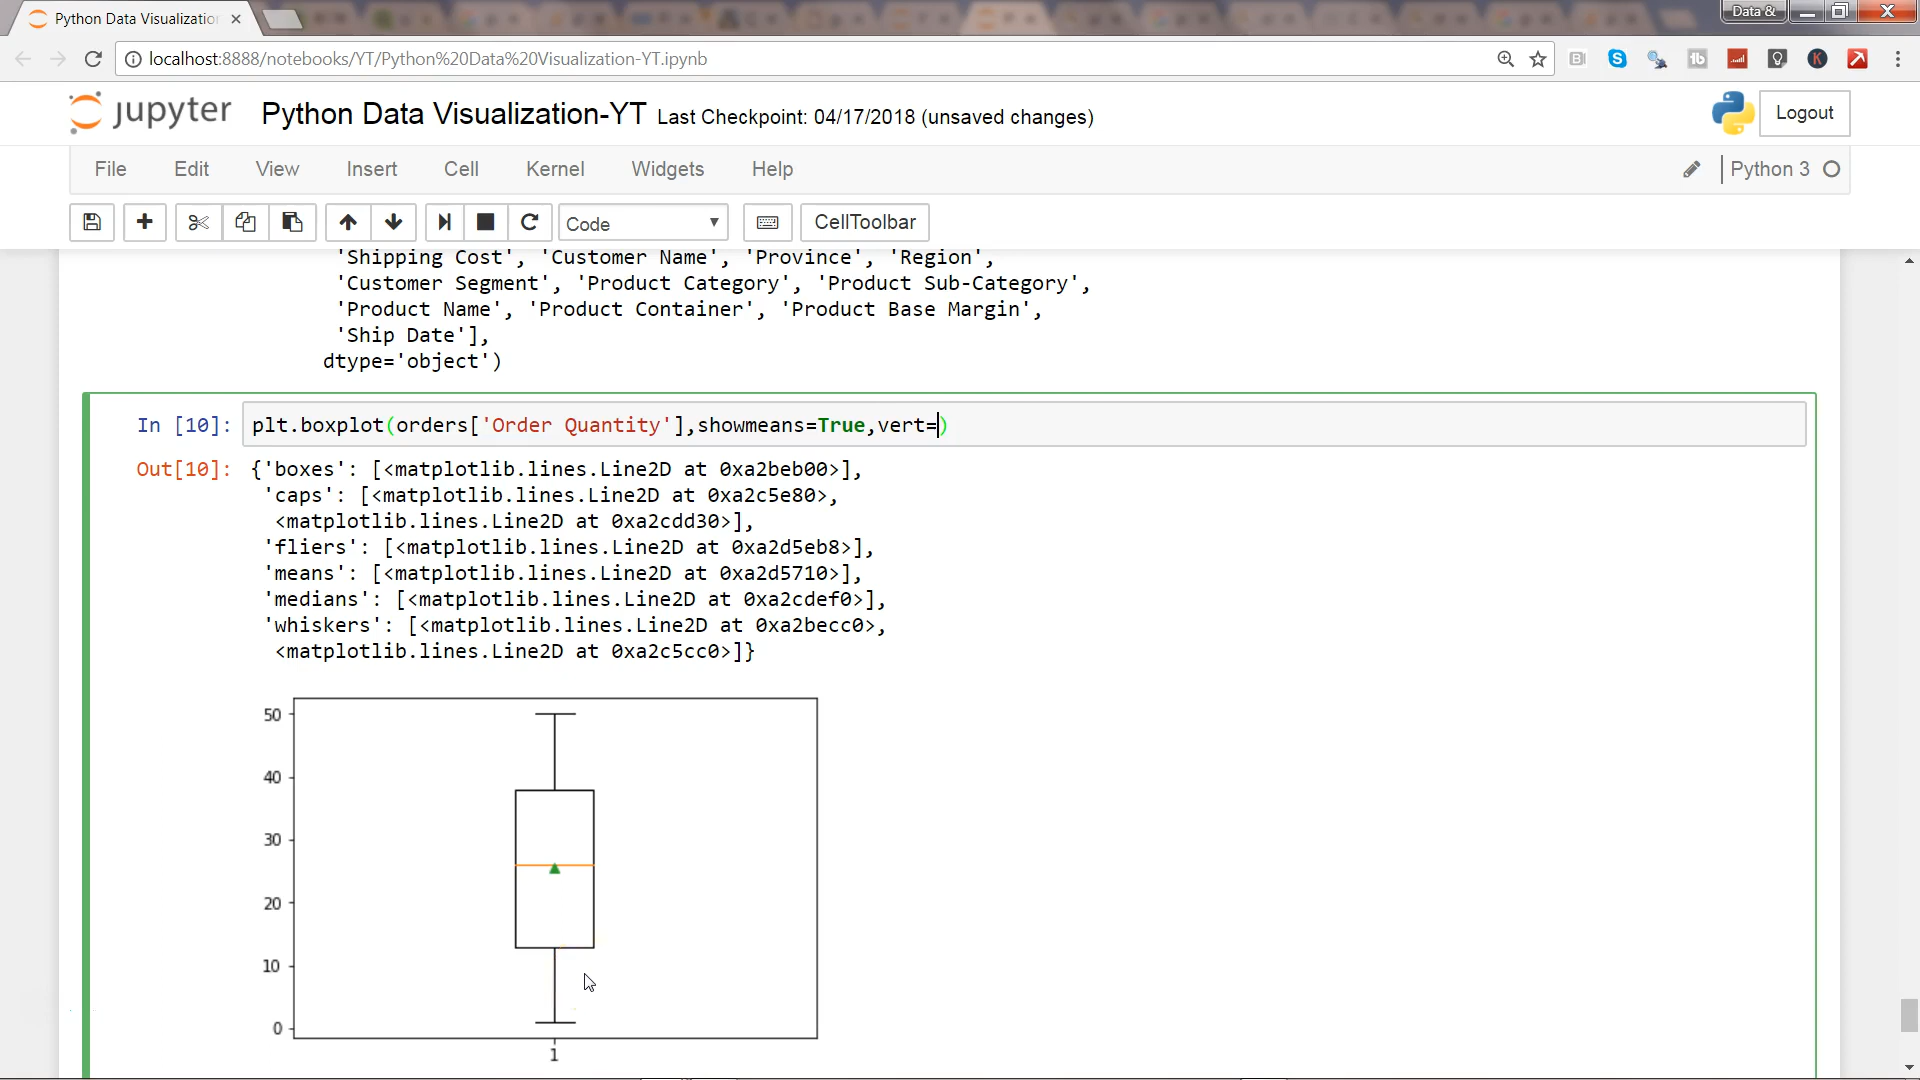 Python Data Visualization
Data &
localhost:8888/notebooks/YT/Python%20Data%20Visualization-YT.ipynb
jupyter
Python Data Visualization-YT Last Checkpoint: 04/17/2018 (unsaved changes)
Logout
File Edit View Insert Cell Kernel Widgets Help
Python 3
Code
CellToolbar
'Shipping Cost', 'Customer Name', 'Province', 'Region',
'Customer Segment', 'Product Category', 'Product Sub-Category',
'Product Name', 'Product Container', 'Product Base Margin',
'Ship Date'],
dtype='object')
In [10]: plt.boxplot(orders['Order Quantity'],showmeans=True,vert=)
Out[10]: {'boxes': [<matplotlib.lines.Line2D at 0xa2beb00>],
'caps': [<matplotlib.lines.Line2D at 0xa2c5e80>,
<matplotlib.lines.Line2D at 0xa2cdd30>],
'fliers': [<matplotlib.lines.Line2D at 0xa2d5eb8>],
'means': [<matplotlib.lines.Line2D at 0xa2d5710>],
'medians': [<matplotlib.lines.Line2D at 0xa2cdef0>],
'whiskers': [<matplotlib.lines.Line2D at 0xa2becc0>,
<matplotlib.lines.Line2D at 0xa2c5cc0>]}
50
40
30
20
10
0
1